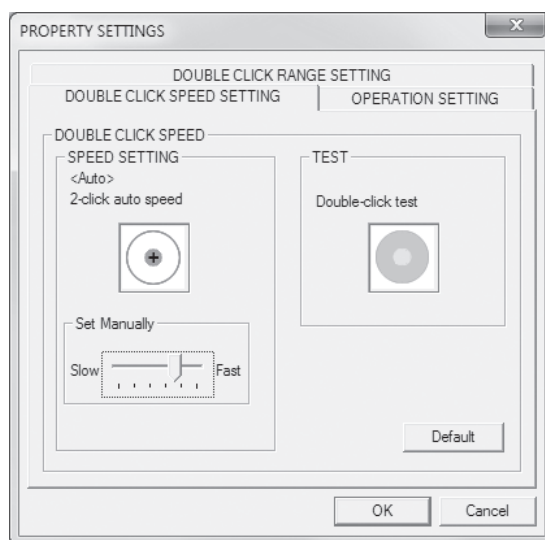 PROPERTY SETTINGS
DOUBLE CLICK RANGE SETTING
DOUBLE CLICK SPEED SETTING
OPERATION SETTING
DOUBLE CLICK SPEED
SPEED SETTING
<Auto>
2-click auto speed
Set Manually
Slow
Fast
TEST
Double-click test
Default
OK
Cancel